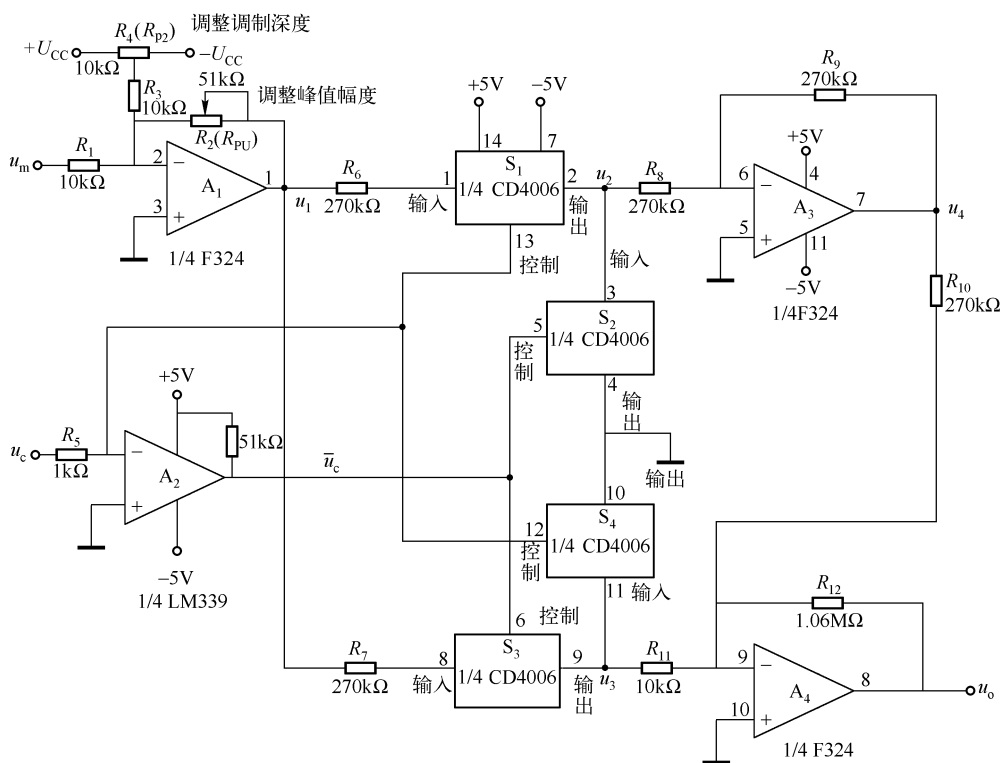 调整调制深度
R4(Rp2)
+UCC
−UCC
10kΩ
51kΩ
R3
10kΩ
调整峰值幅度
R2(RPU)
um
R1
10kΩ
2
−
A1
1
3
+
1/4 F324
u1
R6
270kΩ
+5V
−5V
14
7
S1
1
1/4 CD4006
2
输入
输出
13
控制
u2
R8
270kΩ
R9
270kΩ
+5V
4
6
−
A3
7
5
+
11
−5V
1/4F324
u4
R10
270kΩ
输入
3
S2
5
1/4 CD4006
控制
4
输出
输出
+5V
51kΩ
uc
R5
1kΩ
−
A2
+
−5V
1/4 LM339
u̅c
10
S4
12
1/4 CD4006
控制
11
输入
6
控制
S3
R7
270kΩ
8
1/4 CD4006
9
输入
输出
u3
R11
10kΩ
R12
1.06MΩ
9
−
A4
8
10
+
uo
1/4 F324